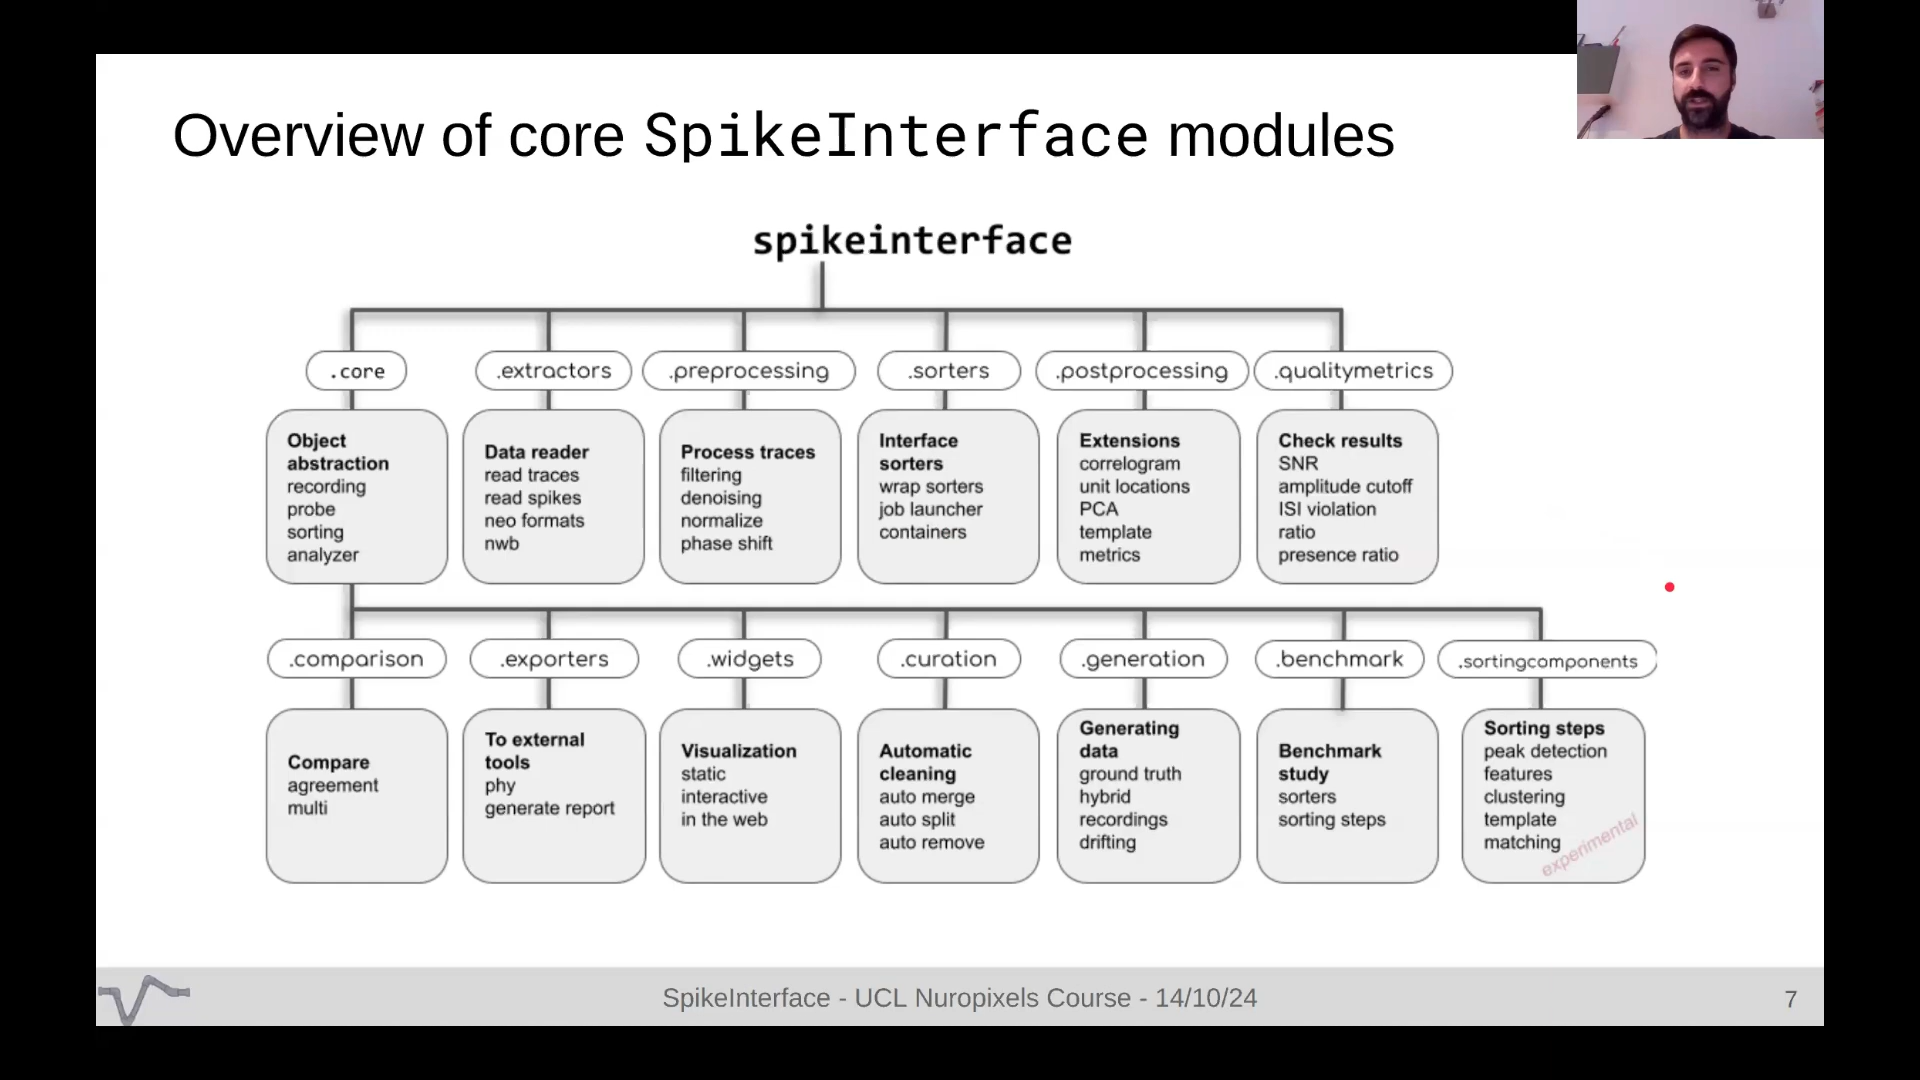 Overview of core SpikeInterface modules
spikeinterface
.core
.extractors
.preprocessing
.sorters
.postprocessing
.qualitymetrics
Object
abstraction
recording
probe
sorting
analyzer
Data reader
read traces
read spikes
neo formats
nwb
Process traces
filtering
denoising
normalize
phase shift
Interface
sorters
wrap sorters
job launcher
containers
Extensions
correlogram
unit locations
PCA
template
metrics
Check results
SNR
amplitude cutoff
ISI violation
ratio
presence ratio
.comparison
.exporters
.widgets
.curation
.generation
.benchmark
.sortingcomponents
Compare
agreement
multi
To external
tools
phy
generate report
Visualization
static
interactive
in the web
Automatic
cleaning
auto merge
auto split
auto remove
Generating
data
ground truth
hybrid
recordings
drifting
Benchmark
study
sorters
sorting steps
Sorting steps
peak detection
features
clustering
template
matching
experimental
SpikeInterface - UCL Nuropixels Course - 14/10/24
7